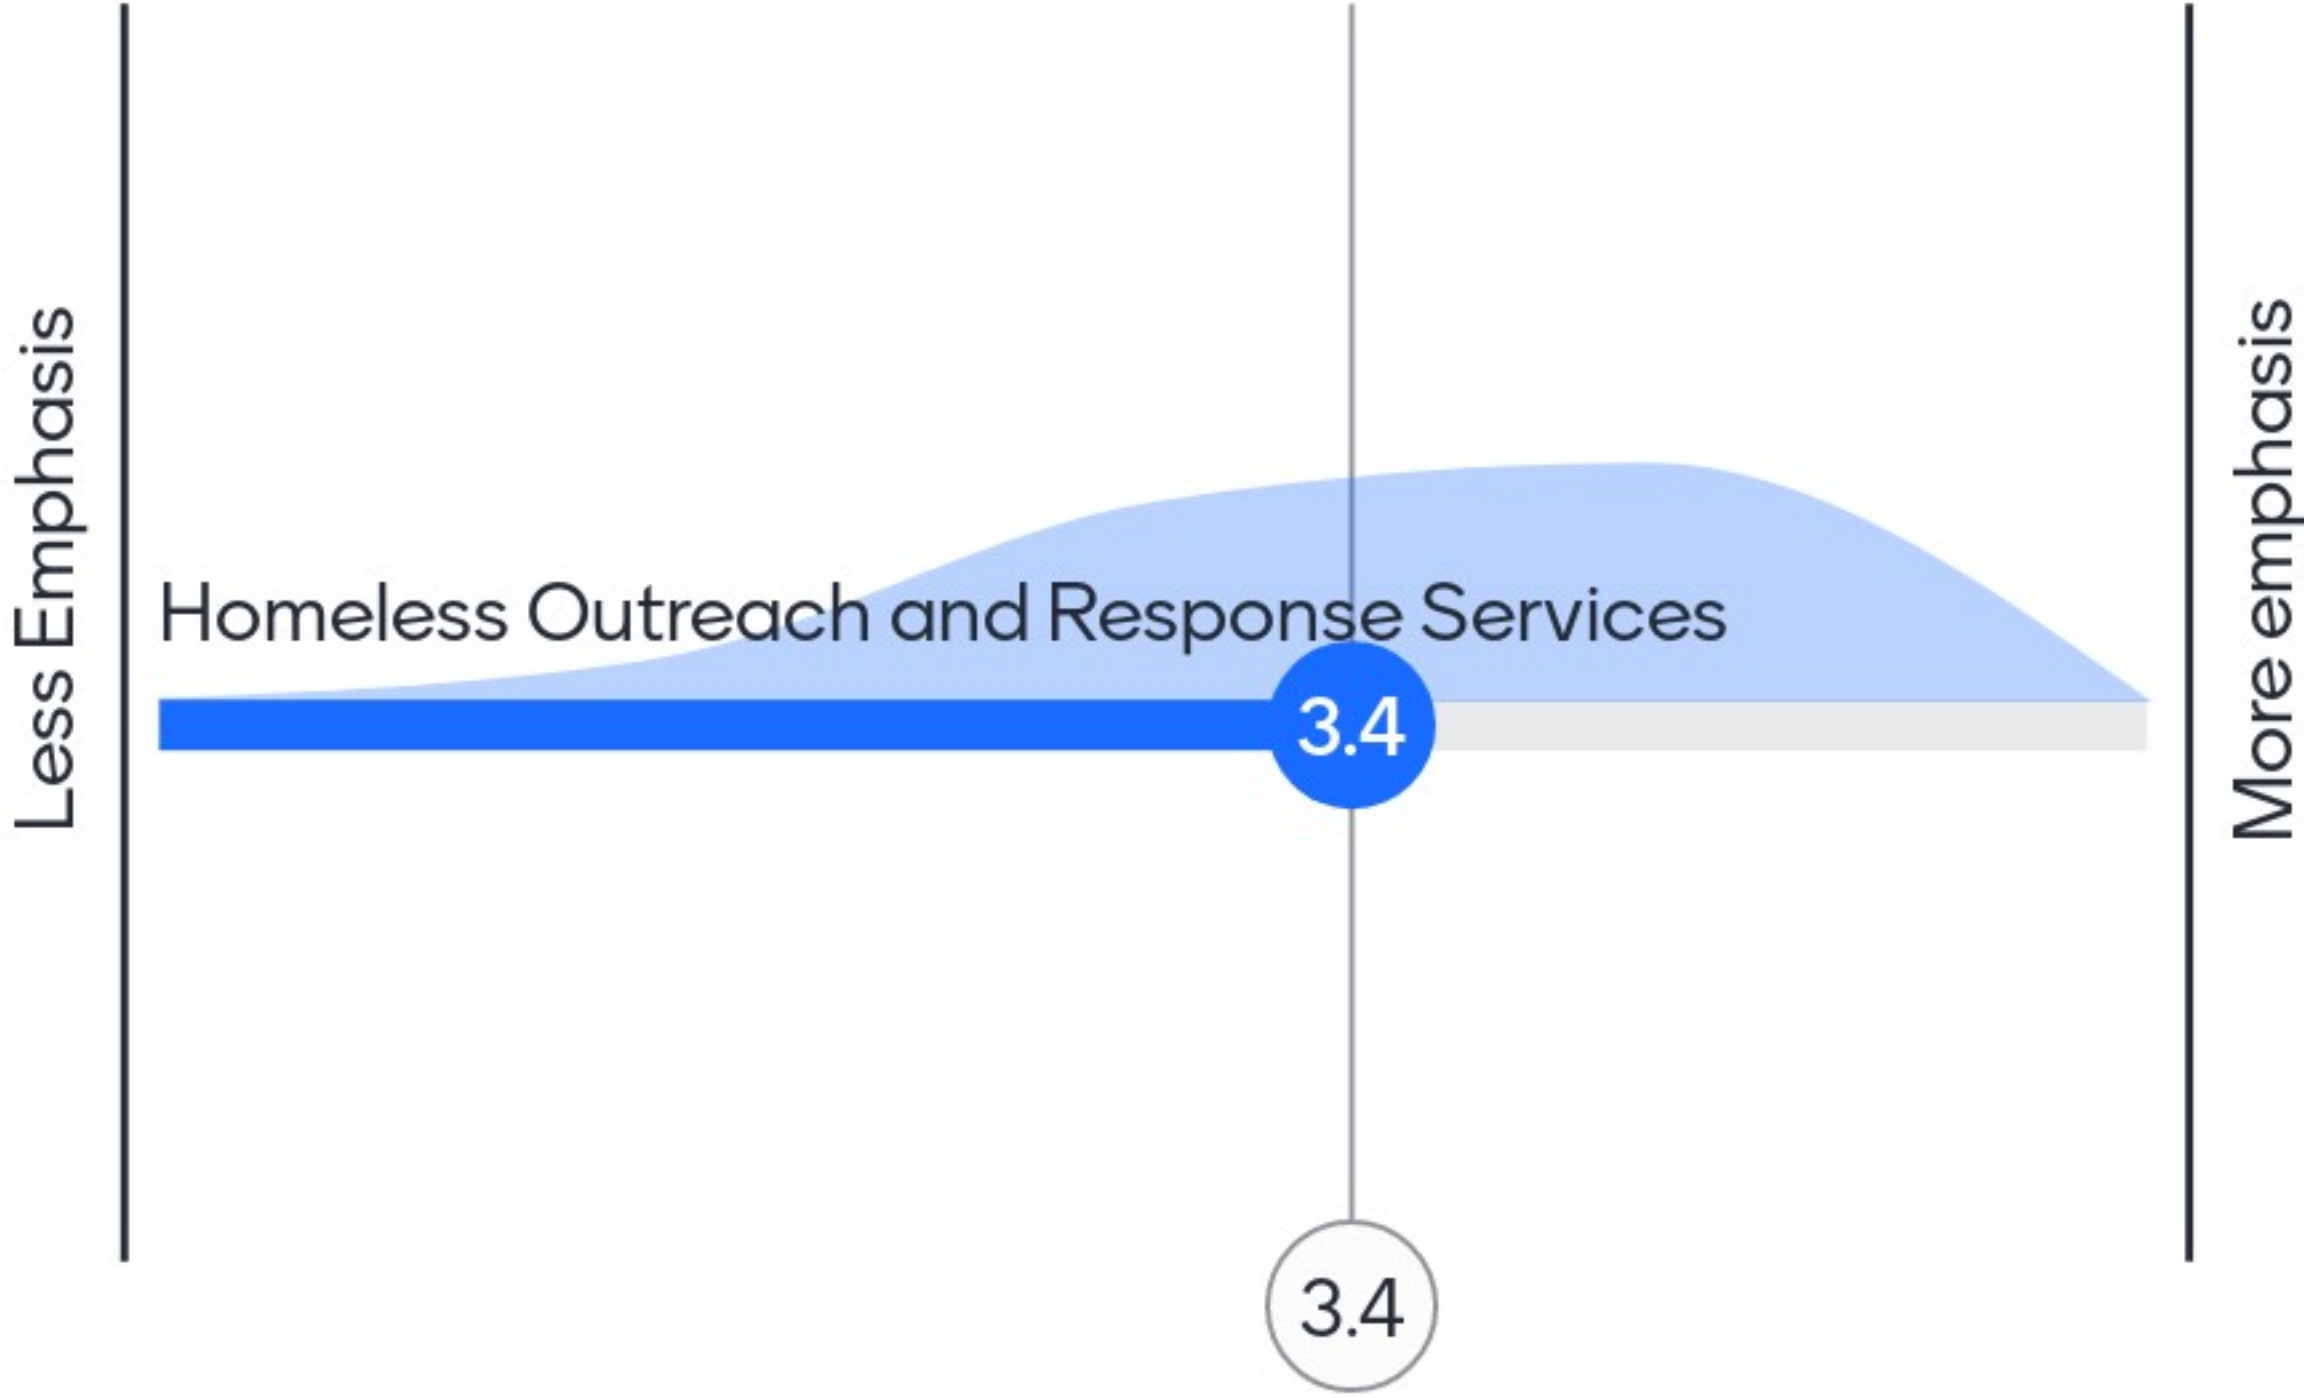 Less Emphasis
Homeless Outreach and Response Services
3.4
3.4
More emphasis